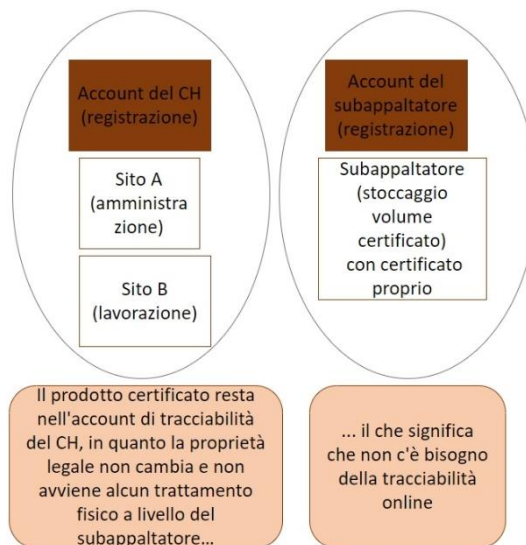 Account del CH
(registrazione)
Sito A
(amministra
zione)
Sito B
(lavorazione)
Account del
subappaltatore
(registrazione)
Subappaltatore
(stoccaggio
volume
certificato)
con certificato
proprio
Il prodotto certificato resta
nell'account di tracciabilità
del CH, in quanto la proprietà
legale non cambia e non
avviene alcun trattamento
fisico a livello del
subappaltatore...
... il che significa
che non c'è bisogno
della tracciabilità
online